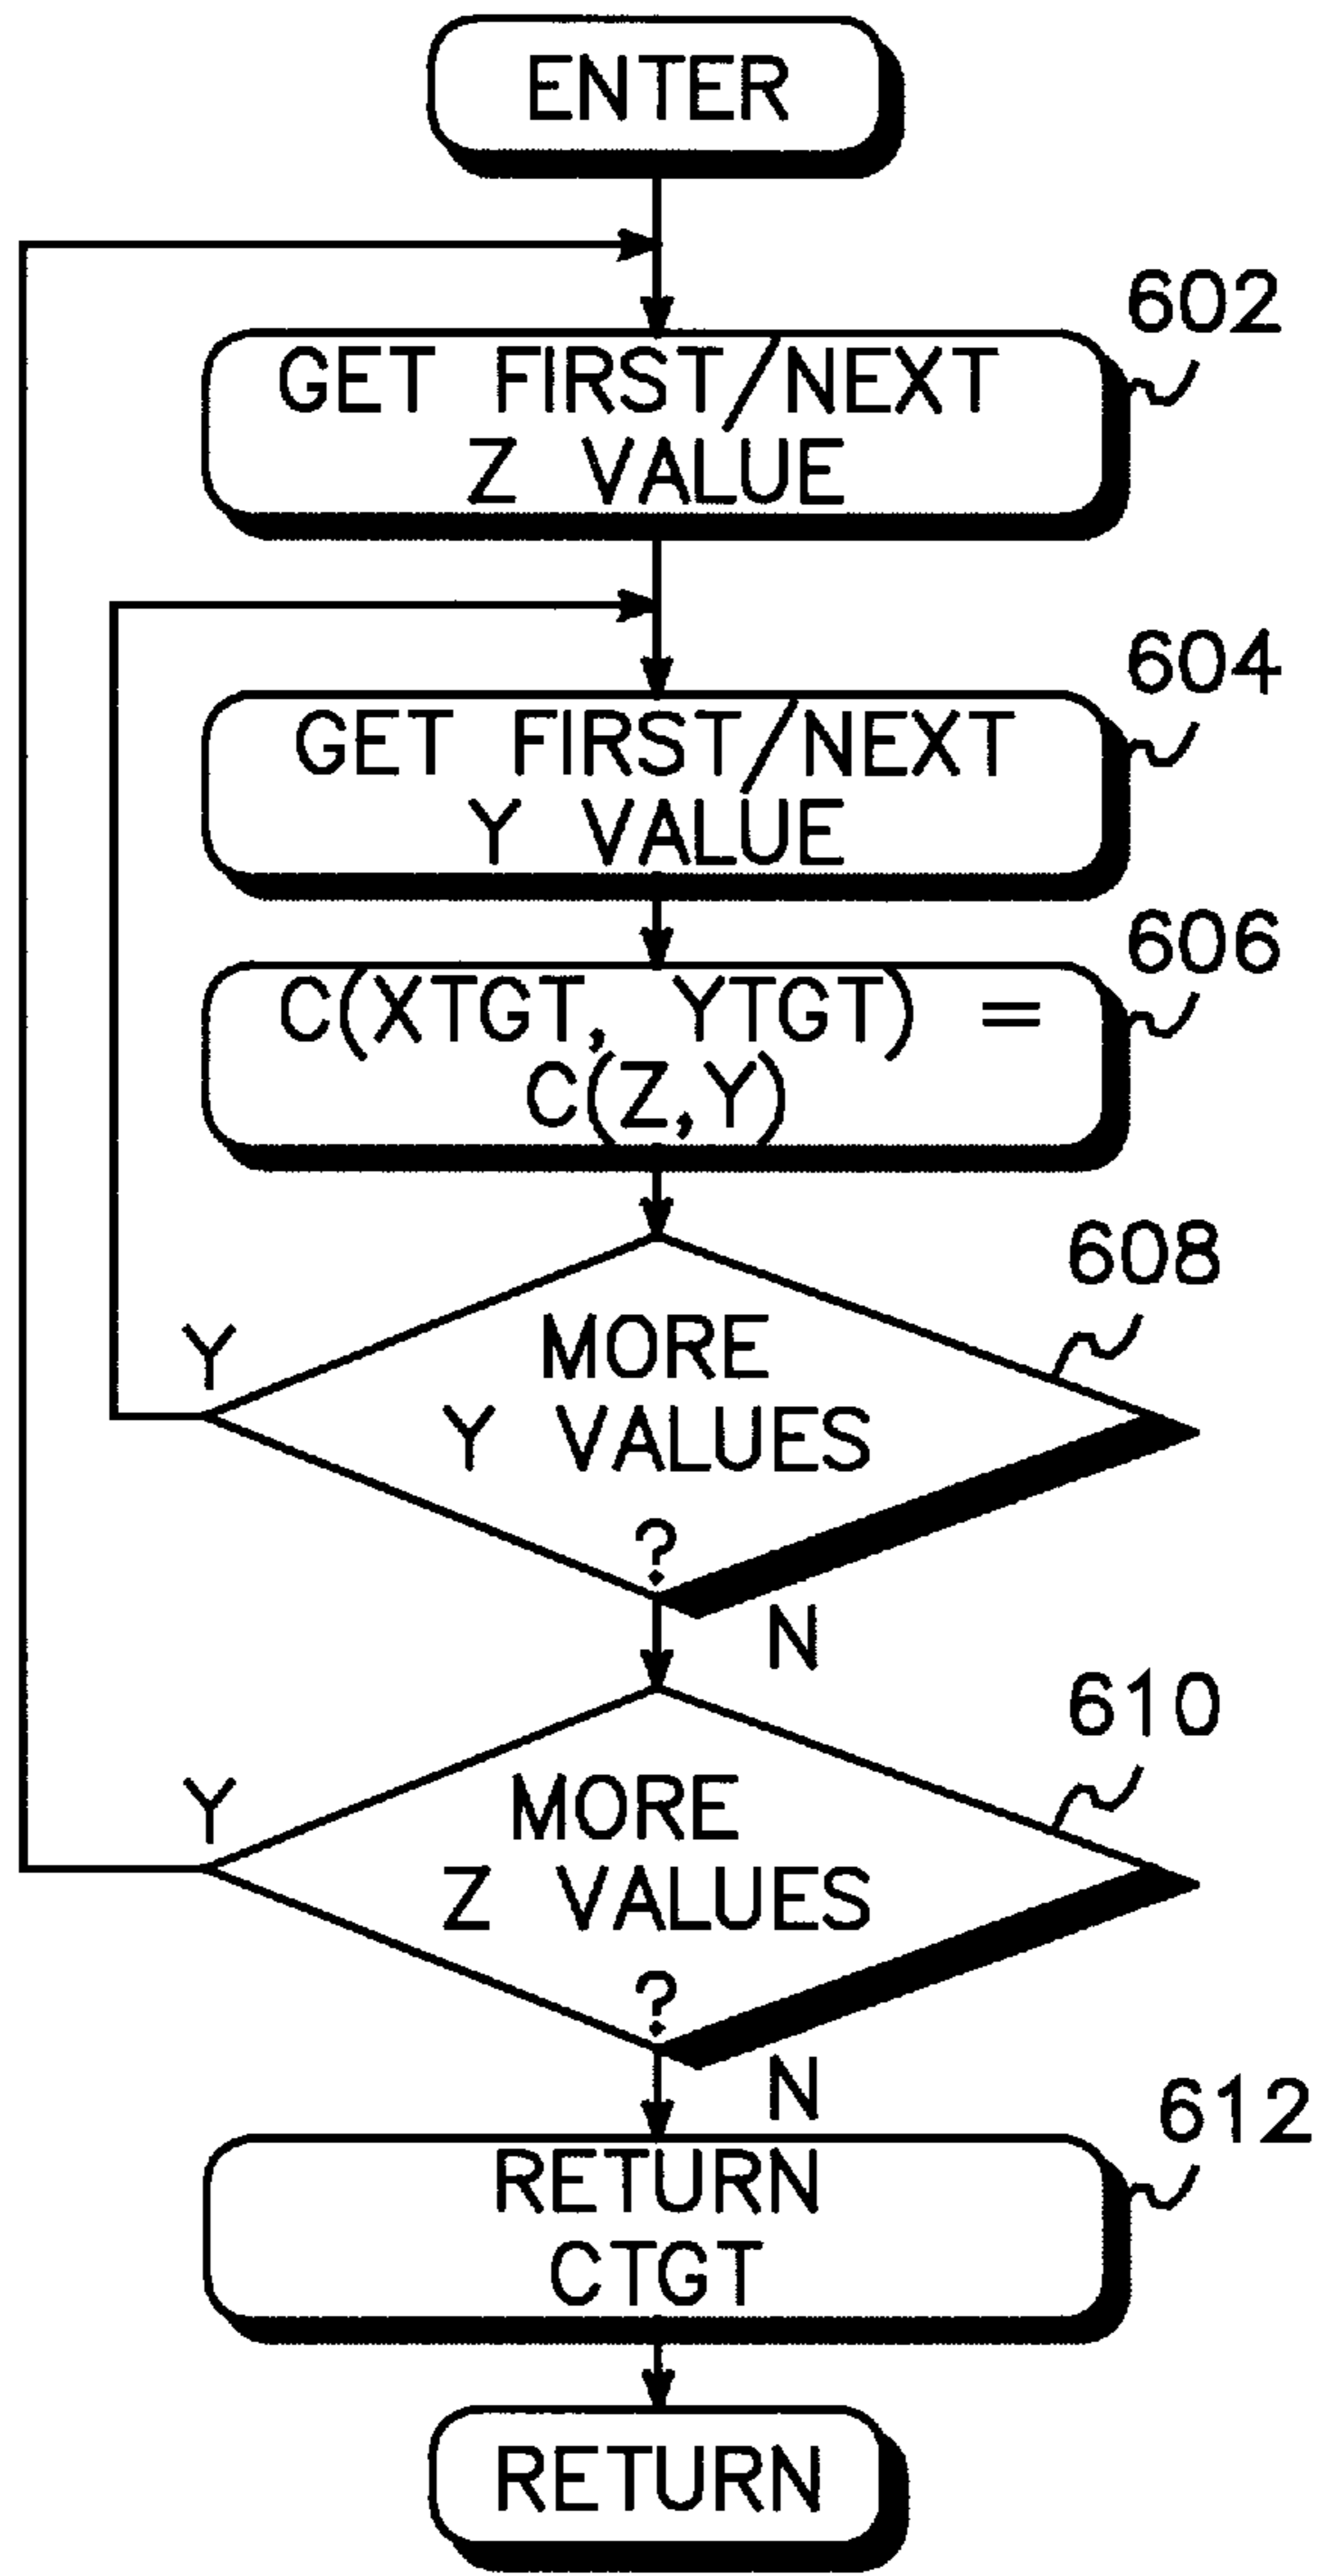 ENTER
602
GET FIRST/NEXT
Z VALUE
604
GET FIRST/NEXT
Y VALUE
606
C(XTGT, YTGT) =
C(Z,Y)
608
Y
MORE
Y VALUES
?
N
610
Y
MORE
Z VALUES
?
N
612
RETURN
CTGT
RETURN